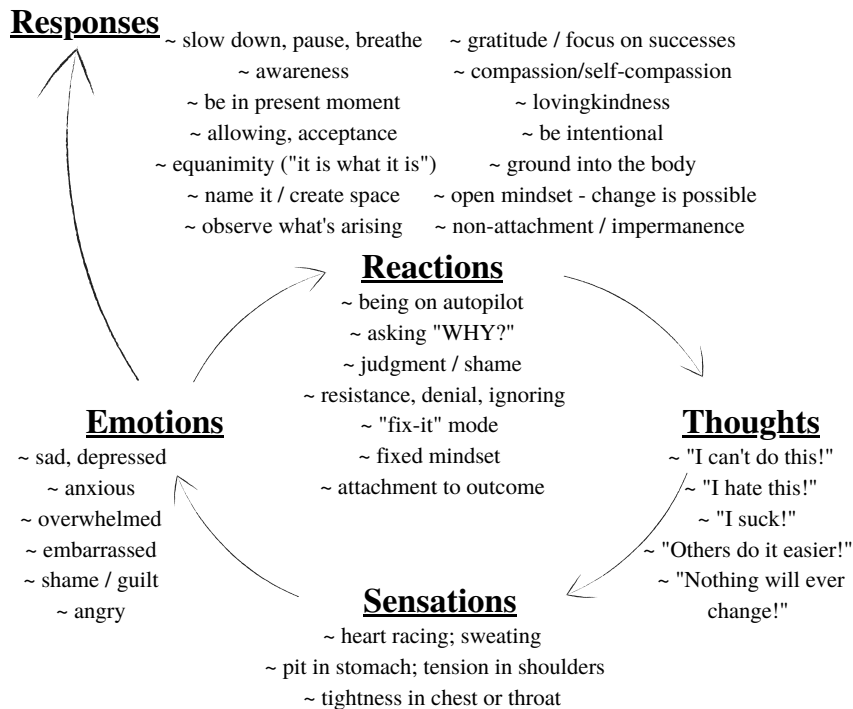 Responses
~ slow down, pause, breathe
~ awareness
~ be in present moment
~ allowing, acceptance
~ equanimity ("it is what it is")
~ name it / create space
~ observe what's arising
~ gratitude / focus on successes
~ compassion/self-compassion
~ lovingkindness
~ be intentional
~ ground into the body
~ open mindset - change is possible
~ non-attachment / impermanence
Reactions
~ being on autopilot
~ asking "WHY?"
~ judgment / shame
~ resistance, denial, ignoring
~ "fix-it" mode
~ fixed mindset
~ attachment to outcome
Thoughts
~ "I can't do this!"
~ "I hate this!"
~ "I suck!"
~ "Others do it easier!"
~ "Nothing will ever
change!"
Sensations
~ heart racing; sweating
~ pit in stomach; tension in shoulders
~ tightness in chest or throat
Emotions
~ sad, depressed
~ anxious
~ overwhelmed
~ embarrassed
~ shame / guilt
~ angry